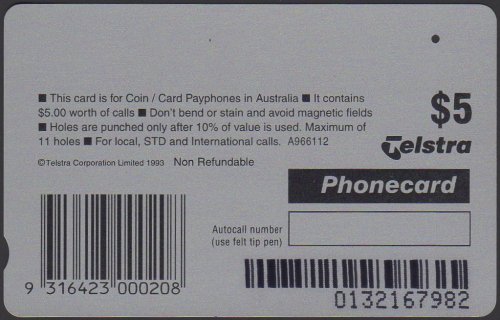 ■ This card is for Coin / Card Payphones in Australia ■ It contains
$5.00 worth of calls ■ Don't bend or stain and avoid magnetic fields
■ Holes are punched only after 10% of value is used. Maximum of
11 holes ■ For local, STD and International calls. A966112
©Telstra Corporation Limited 1993 Non Refundable
$5
Telstra
Phonecard
Autocall number
(use felt tip pen)
9 316423 000208
0132167982